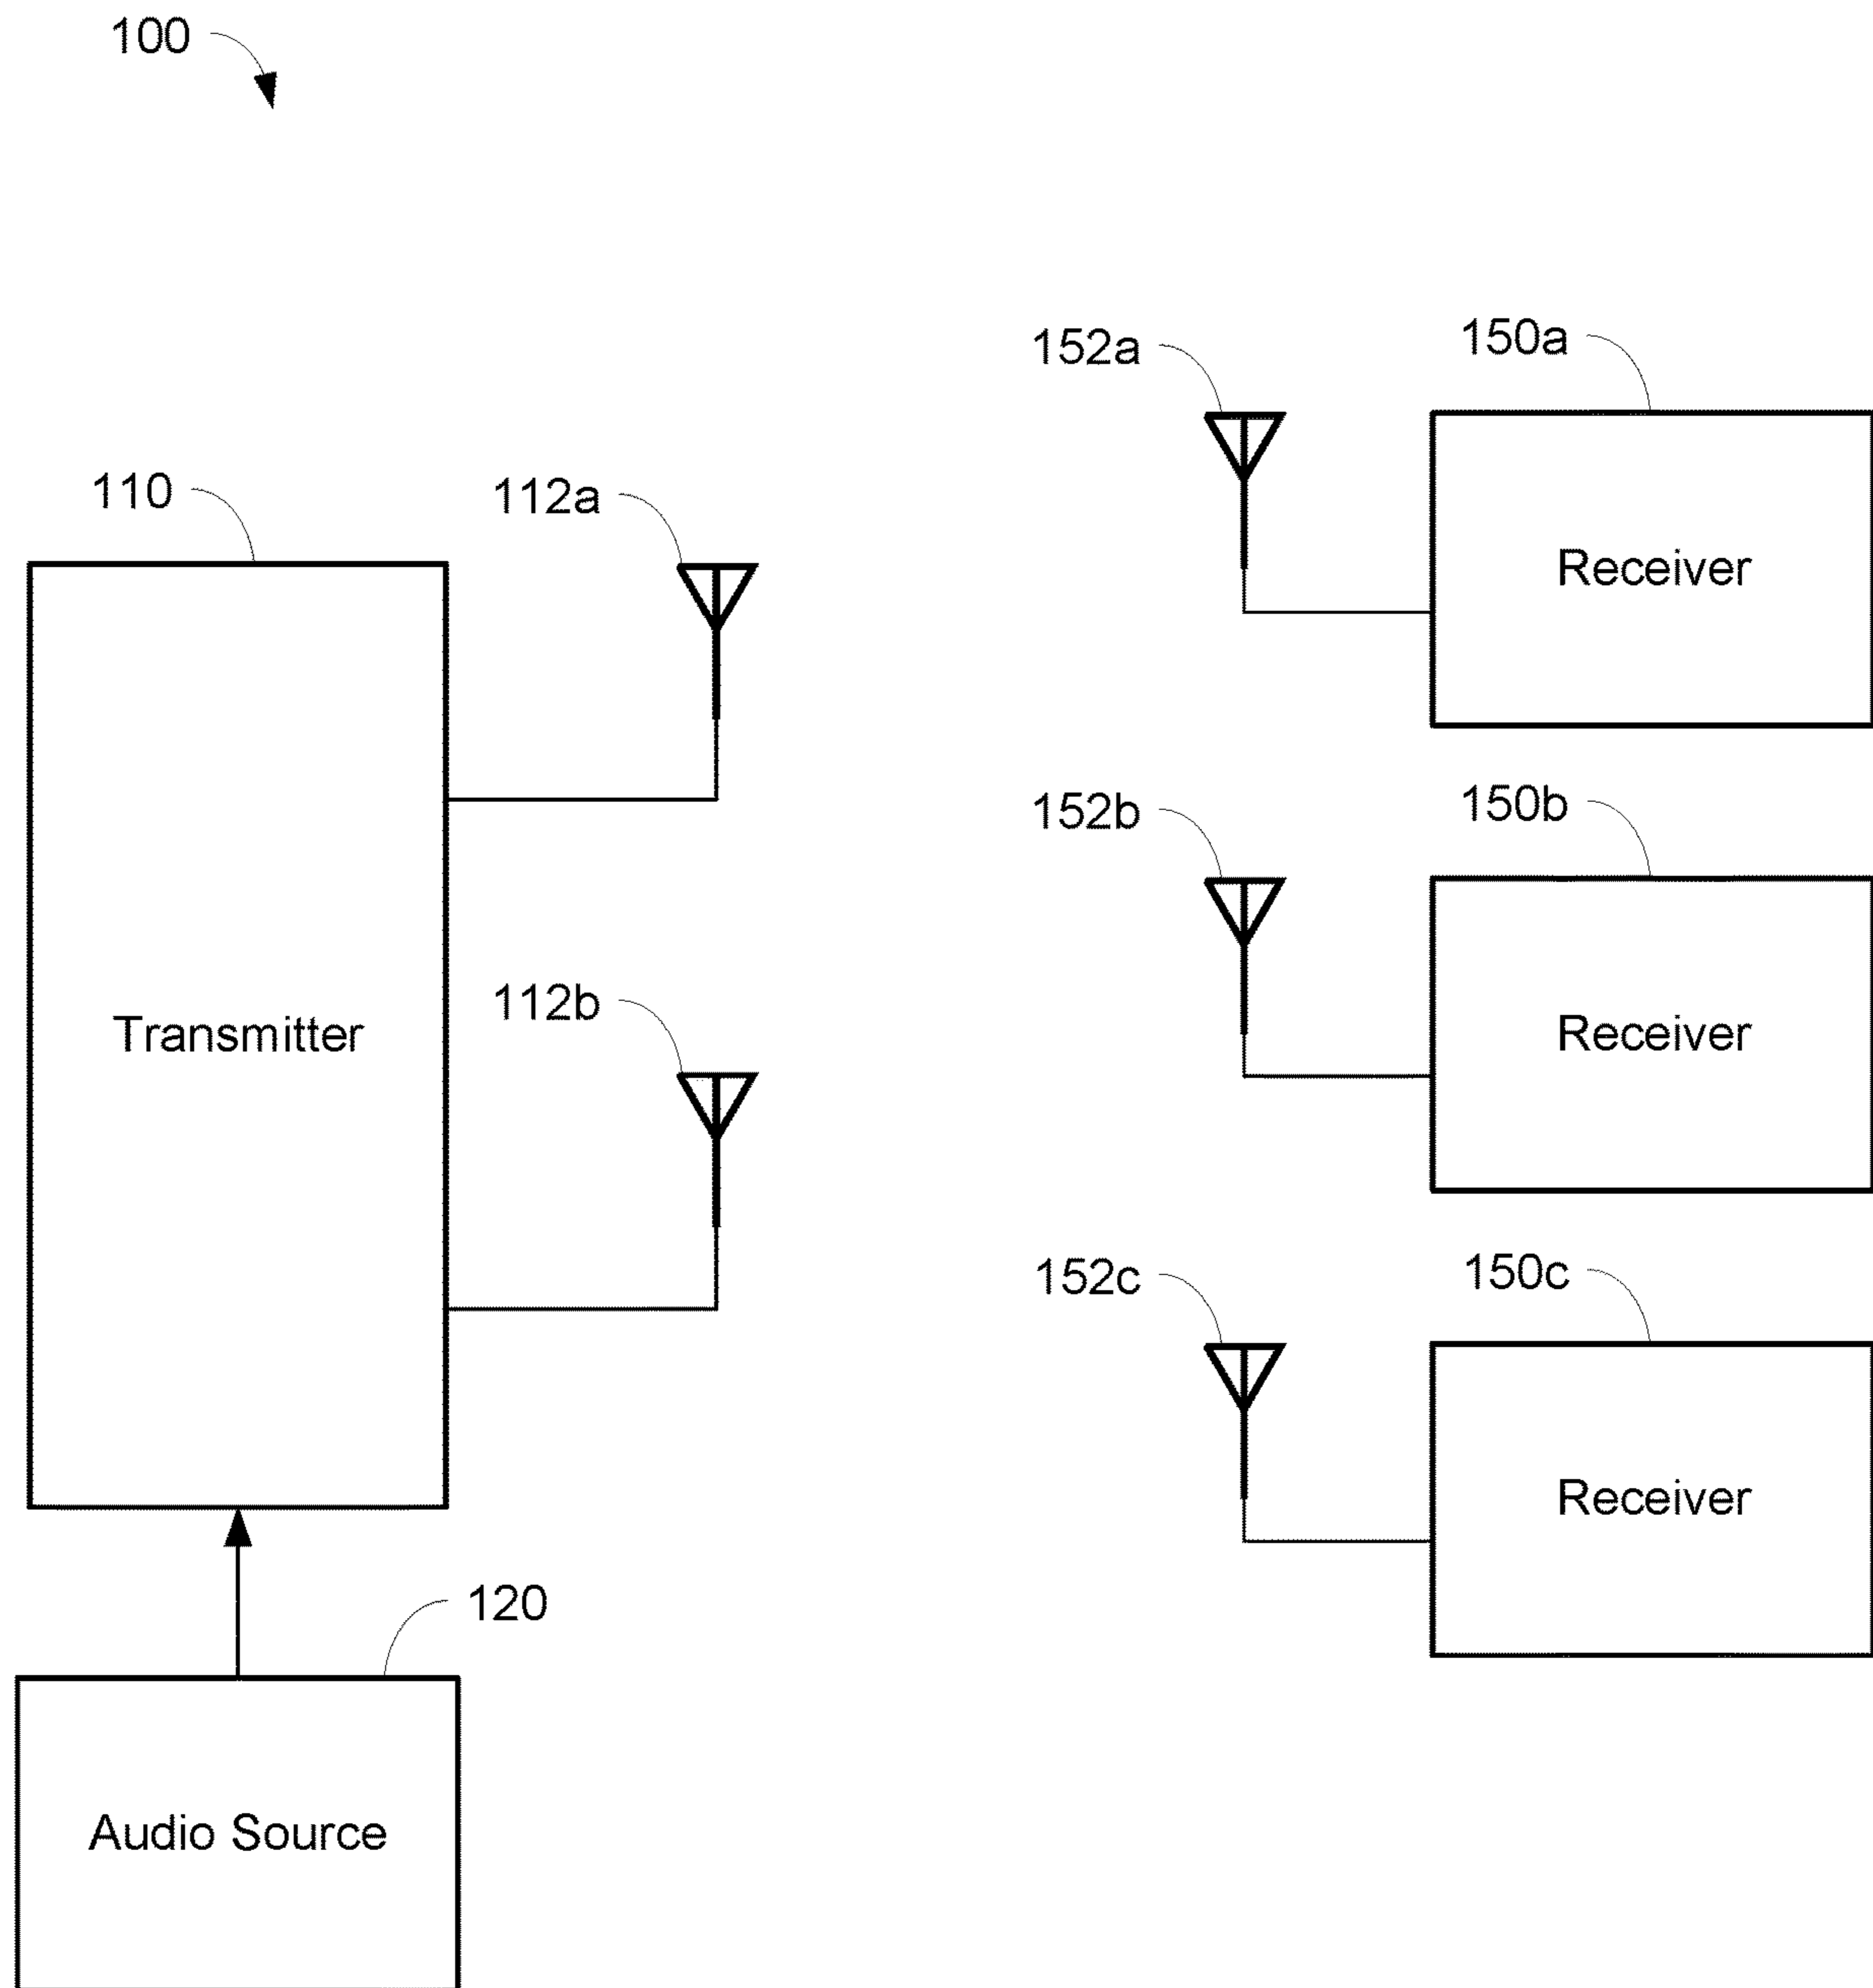 100
152a
150a
Receiver
110
112a
152b
150b
Transmitter
112b
Receiver
152c
150c
Receiver
120
Audio Source